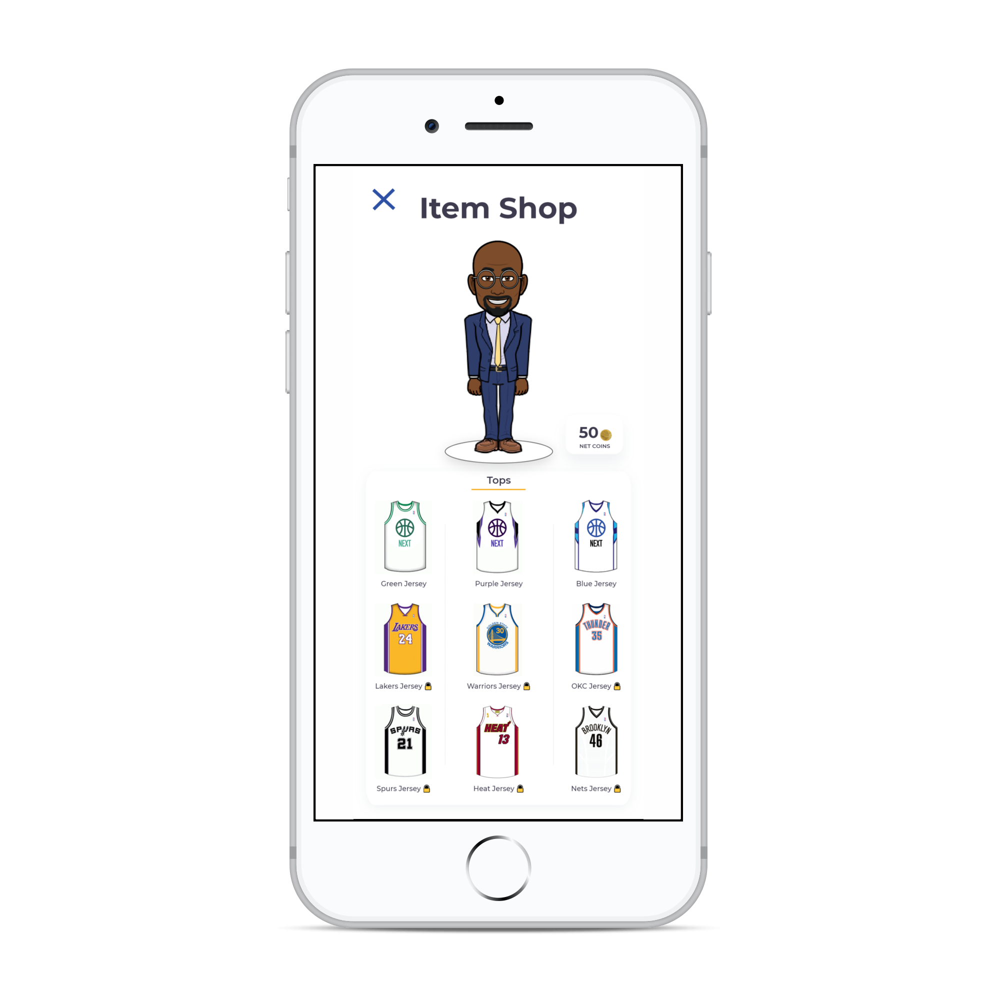 Item Shop
50
NET COINS
Tops
NEXT
NEXT
NEXT
Green Jersey
Purple Jersey
Blue Jersey
LAKERS
24
GOLDEN STATE
30
WARRIORS
THUNDER
35
Lakers Jersey
Warriors Jersey
OKC Jersey
SPURS
21
HEAT
13
BROOKLYN
46
Spurs Jersey
Heat Jersey
Nets Jersey